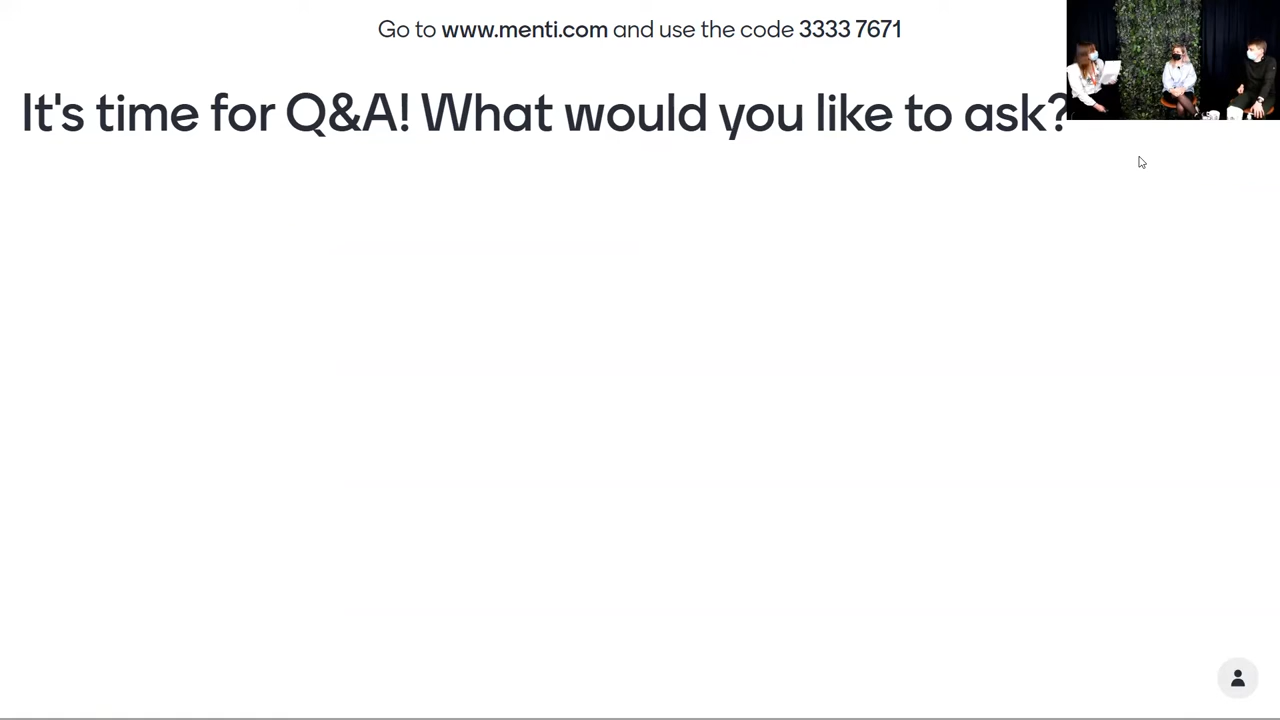 Go to www.menti.com and use the code 3333 7671
It's time for Q&A! What would you like to ask?